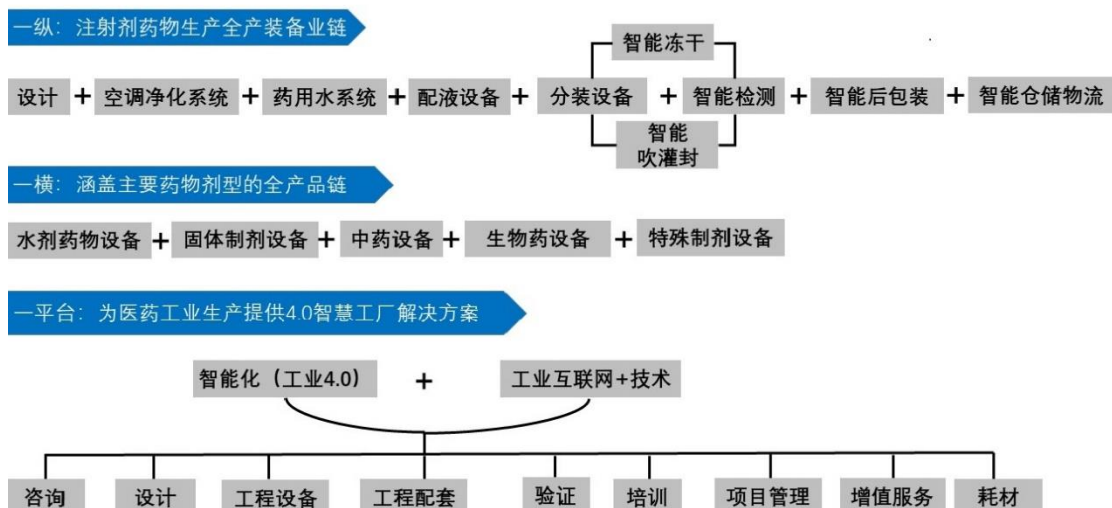 一纵：注射剂药物生产全产装备业链
智能冻干
设计 + 空调净化系统 + 药用水系统 + 配液设备 + 分装设备 + 智能检测 + 智能后包装 + 智能仓储物流
智能
吹灌封
一横：涵盖主要药物剂型的全产品链
水剂药物设备 + 固体制剂设备 + 中药设备 + 生物药设备 + 特殊制剂设备
一平台：为医药工业生产提供4.0智慧工厂解决方案
智能化（工业4.0） + 工业互联网+技术
咨询 设计 工程设备 工程配套 验证 培训 项目管理 增值服务 耗材